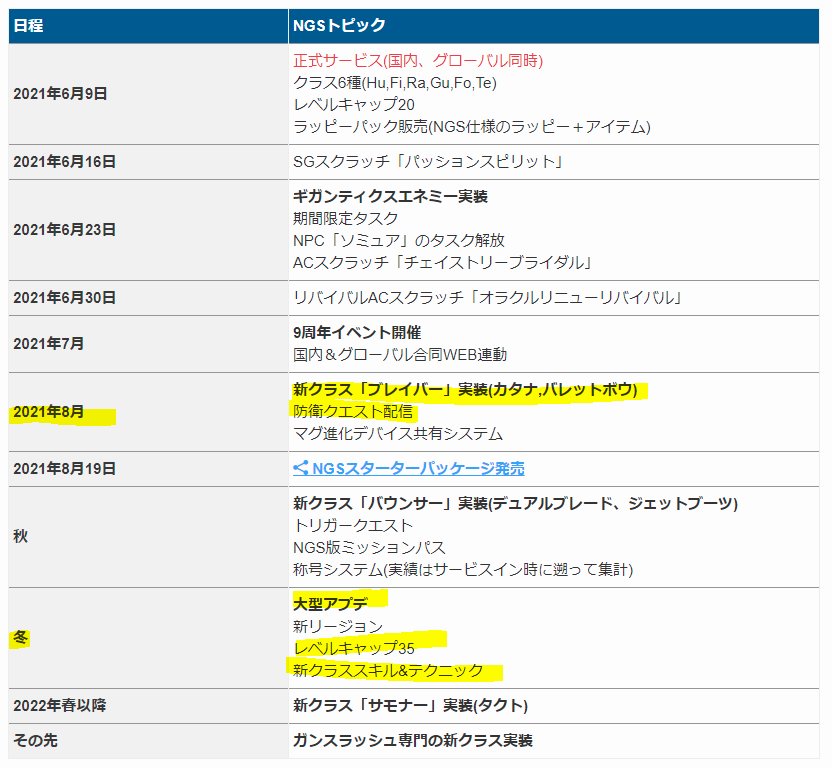 日程 NGSトピック
2021年6月9日
正式サービス(国内、グローバル同時)
クラス6種(Hu,Fi,Ra,Gu,Fo,Te)
レベルキャップ20
ラッピーパック販売(NGS仕様のラッピー＋アイテム)
2021年6月16日
SGスクラッチ「パッションスピリット」
2021年6月23日
ギガンティクスエネミー実装
期間限定タスク
NPC「ソミュア」のタスク解放
ACスクラッチ「チェイストリーブライダル」
2021年6月30日
リバイバルACスクラッチ「オラクルリニューリバイバル」
2021年7月
9周年イベント開催
国内＆グローバル合同WEB連動
2021年8月
新クラス「ブレイバー」実装(カタナ,バレットボウ)
防衛クエスト配信
マグ進化デバイス共有システム
2021年8月19日
NGSスターターパッケージ発売
秋
新クラス「バウンサー」実装(デュアルブレード、ジェットブーツ)
トリガークエスト
NGS版ミッションパス
称号システム(実績はサービスイン時に遡って集計)
冬
大型アプデ
新リージョン
レベルキャップ35
新クラススキル&テクニック
2022年春以降
新クラス「サモナー」実装(タクト)
その先
ガンスラッシュ専門の新クラス実装